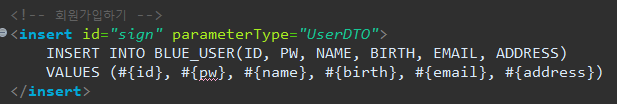 <!-- 회원가입하기 -->
<insert id="sign" parameterType="UserDTO">
INSERT INTO BLUE_USER(ID, PW, NAME, BIRTH, EMAIL, ADDRESS)
VALUES (#{id}, #{pw}, #{name}, #{birth}, #{email}, #{address})
</insert>